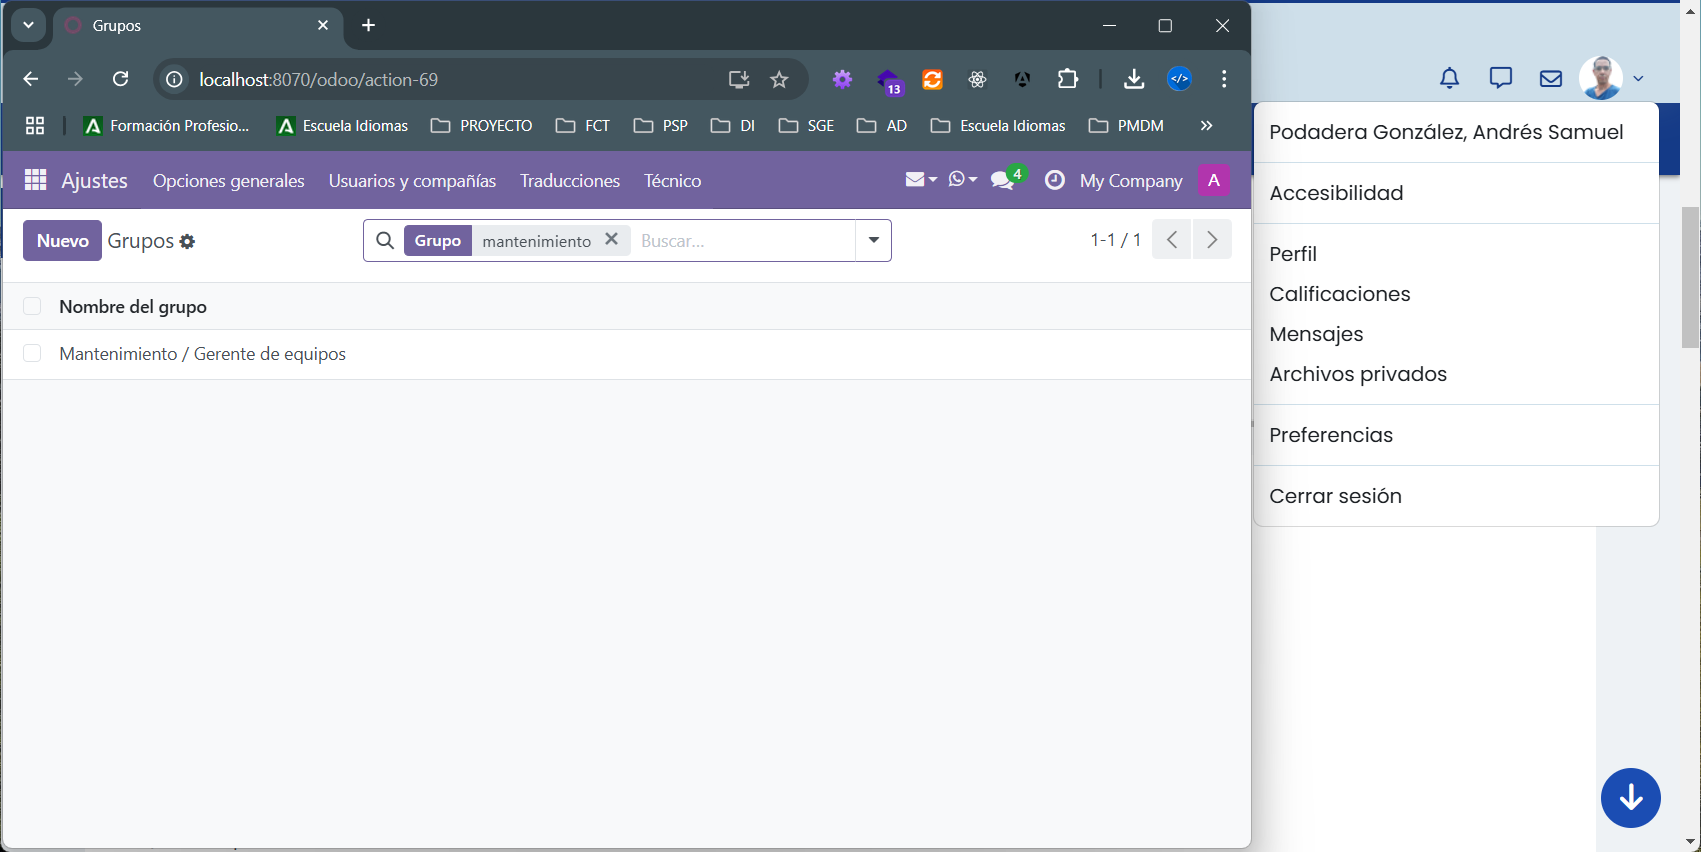 Grupos
localhost:8070/odoo/action-69
13
Formación Profesio...
Escuela Idiomas
PROYECTO
FCT
PSP
DI
SGE
AD
Escuela Idiomas
PMDM
Ajustes
Opciones generales
Usuarios y compañías
Traducciones
Técnico
4
My Company
A
Nuevo
Grupos
Grupo
mantenimiento
Buscar...
1-1 / 1
Nombre del grupo
Mantenimiento / Gerente de equipos
Podadera González, Andrés Samuel
Accesibilidad
Perfil
Calificaciones
Mensajes
Archivos privados
Preferencias
Cerrar sesión